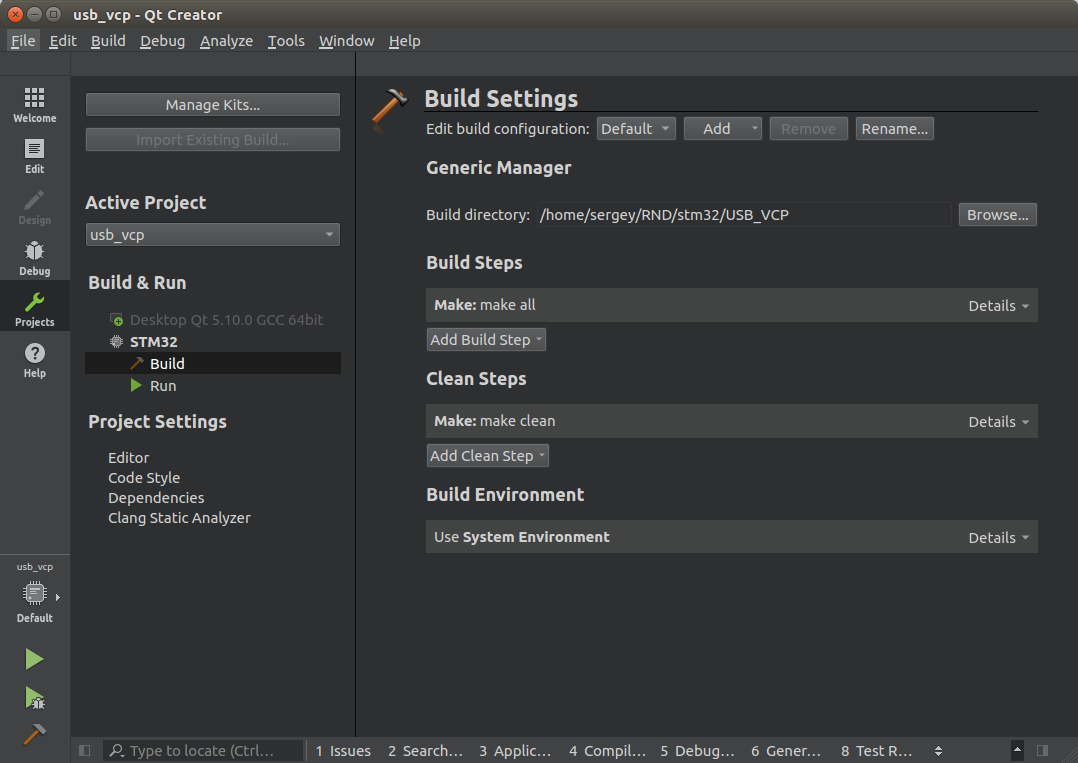 usb_vcp - Qt Creator
File Edit Build Debug Analyze Tools Window Help
Welcome
Edit
Design
Debug
Projects
Help
usb_vcp
Default
Manage Kits...
Import Existing Build...
Active Project
usb_vcp
Build & Run
Desktop Qt 5.10.0 GCC 64bit
STM32
Build
Run
Project Settings
Editor
Code Style
Dependencies
Clang Static Analyzer
Build Settings
Edit build configuration: Default Add Remove Rename...
Generic Manager
Build directory: /home/sergey/RND/stm32/USB_VCP Browse...
Build Steps
Make: make all Details
Add Build Step
Clean Steps
Make: make clean Details
Add Clean Step
Build Environment
Use System Environment Details
Type to locate (Ctrl... 1 Issues 2 Search... 3 Applic... 4 Compil... 5 Debug... 6 Gener... 8 Test R...